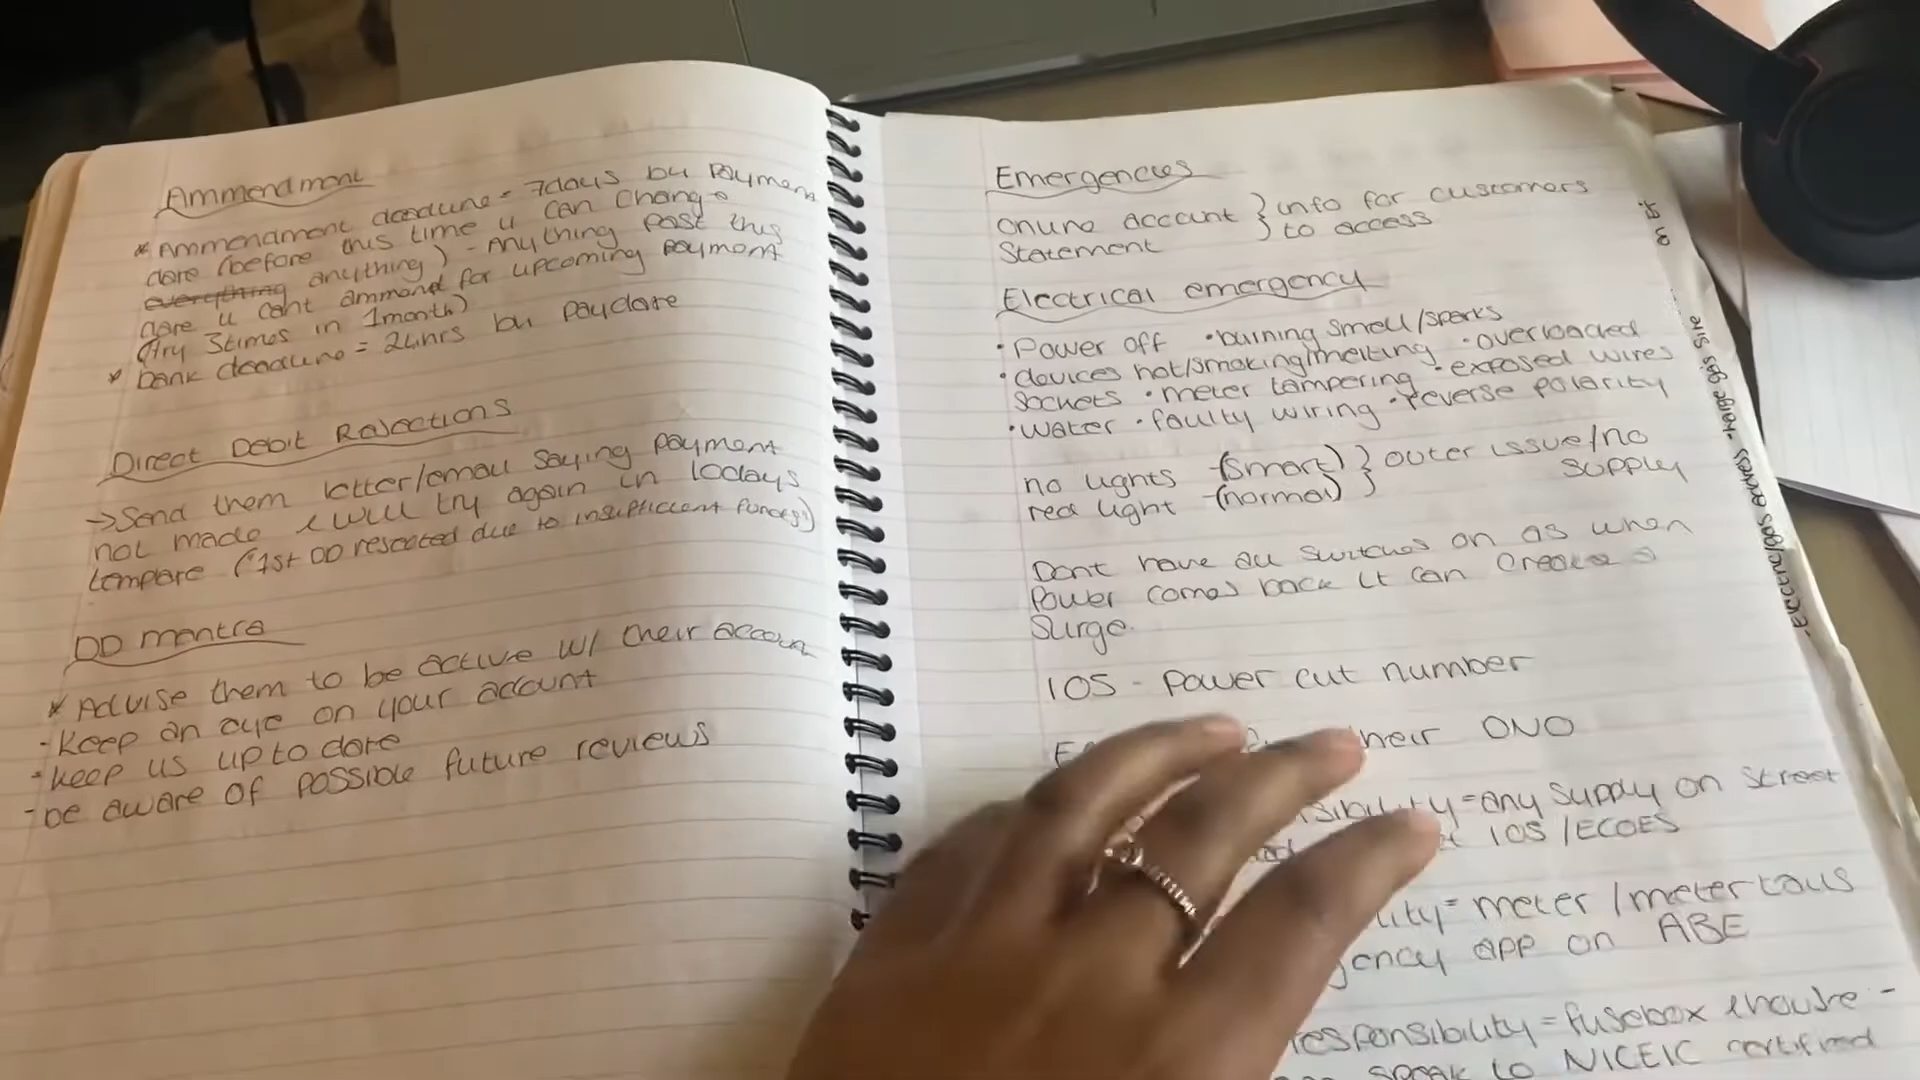 Ammendment
* Ammendment deadline = 7days b4 Payment
date (before this time u can change
everything anything) - Anything past this
date u cant ammend for upcoming payment
(try 3times in 1month)
* bank deadline = 24hrs b4 paydate
Direct Debit Rejections
→ Send them letter/email saying payment
not made & will try again in 10days
(1st DD rejected due to insufficient funds)
DD mantra
* Advise them to be active w/ their account
- Keep an eye on your account
- keep us up to date
- be aware of possible future reviews
Emergencies
online account } info for customers
Statement } to access
Electrical emergency
• Power off • burning smell/sparks
• devices hot/smoking/melting • overloaded
sockets • meter tampering • exposed wires
• water • faulty wiring • reverse polarity
no lights - (smart) } outer issue/no
red light - (normal) } supply
Dont have all switches on as when
power comes back it can create a
surge.
105 - power cut number
their DNO
= any supply on street
105 /ECOES
= meter /meter tails
app on ABE
responsibility = fusebox & house -
speak to NICEIC certified